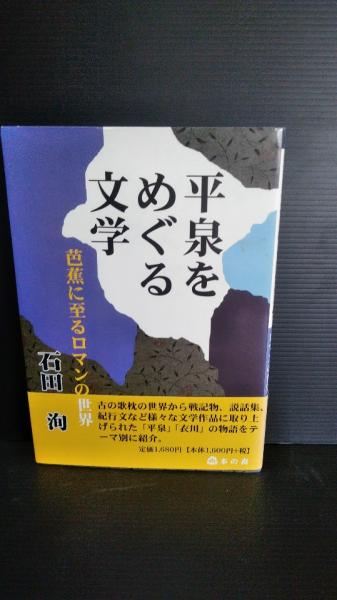 平泉を
めぐる
文学
芭蕉に至るロマンの世界
石田 洵
古の歌枕の世界から戦記物、説話集、
紀行文など様々な文学作品に取り上
げられた「平泉」「衣川」の物語をテ
ーマ別に紹介。
定価1,680円【本体1,600円+税】
本の森